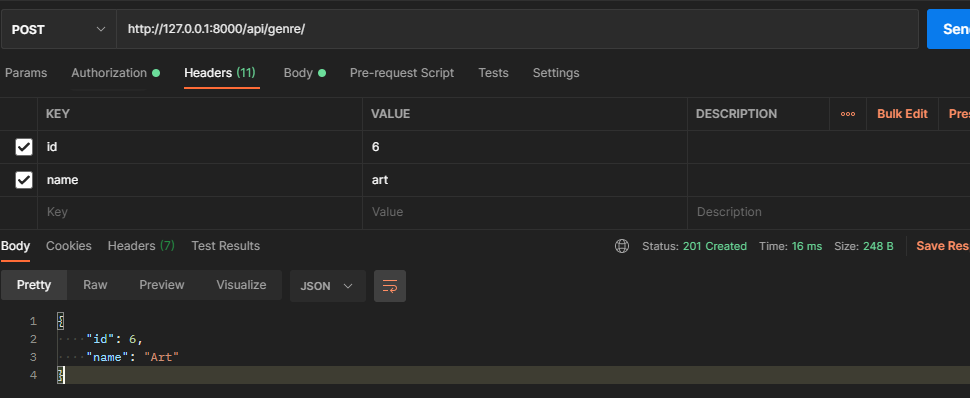 POST http://127.0.0.1:8000/api/genre/ Sen
Params Authorization Headers (11) Body Pre-request Script Tests Settings
KEY VALUE DESCRIPTION Bulk Edit Pres
id 6
name art
Key Value Description
Body Cookies Headers (7) Test Results Status: 201 Created Time: 16 ms Size: 248 B Save Res
Pretty Raw Preview Visualize JSON
1 {
2 "id": 6,
3 "name": "Art"
4 }